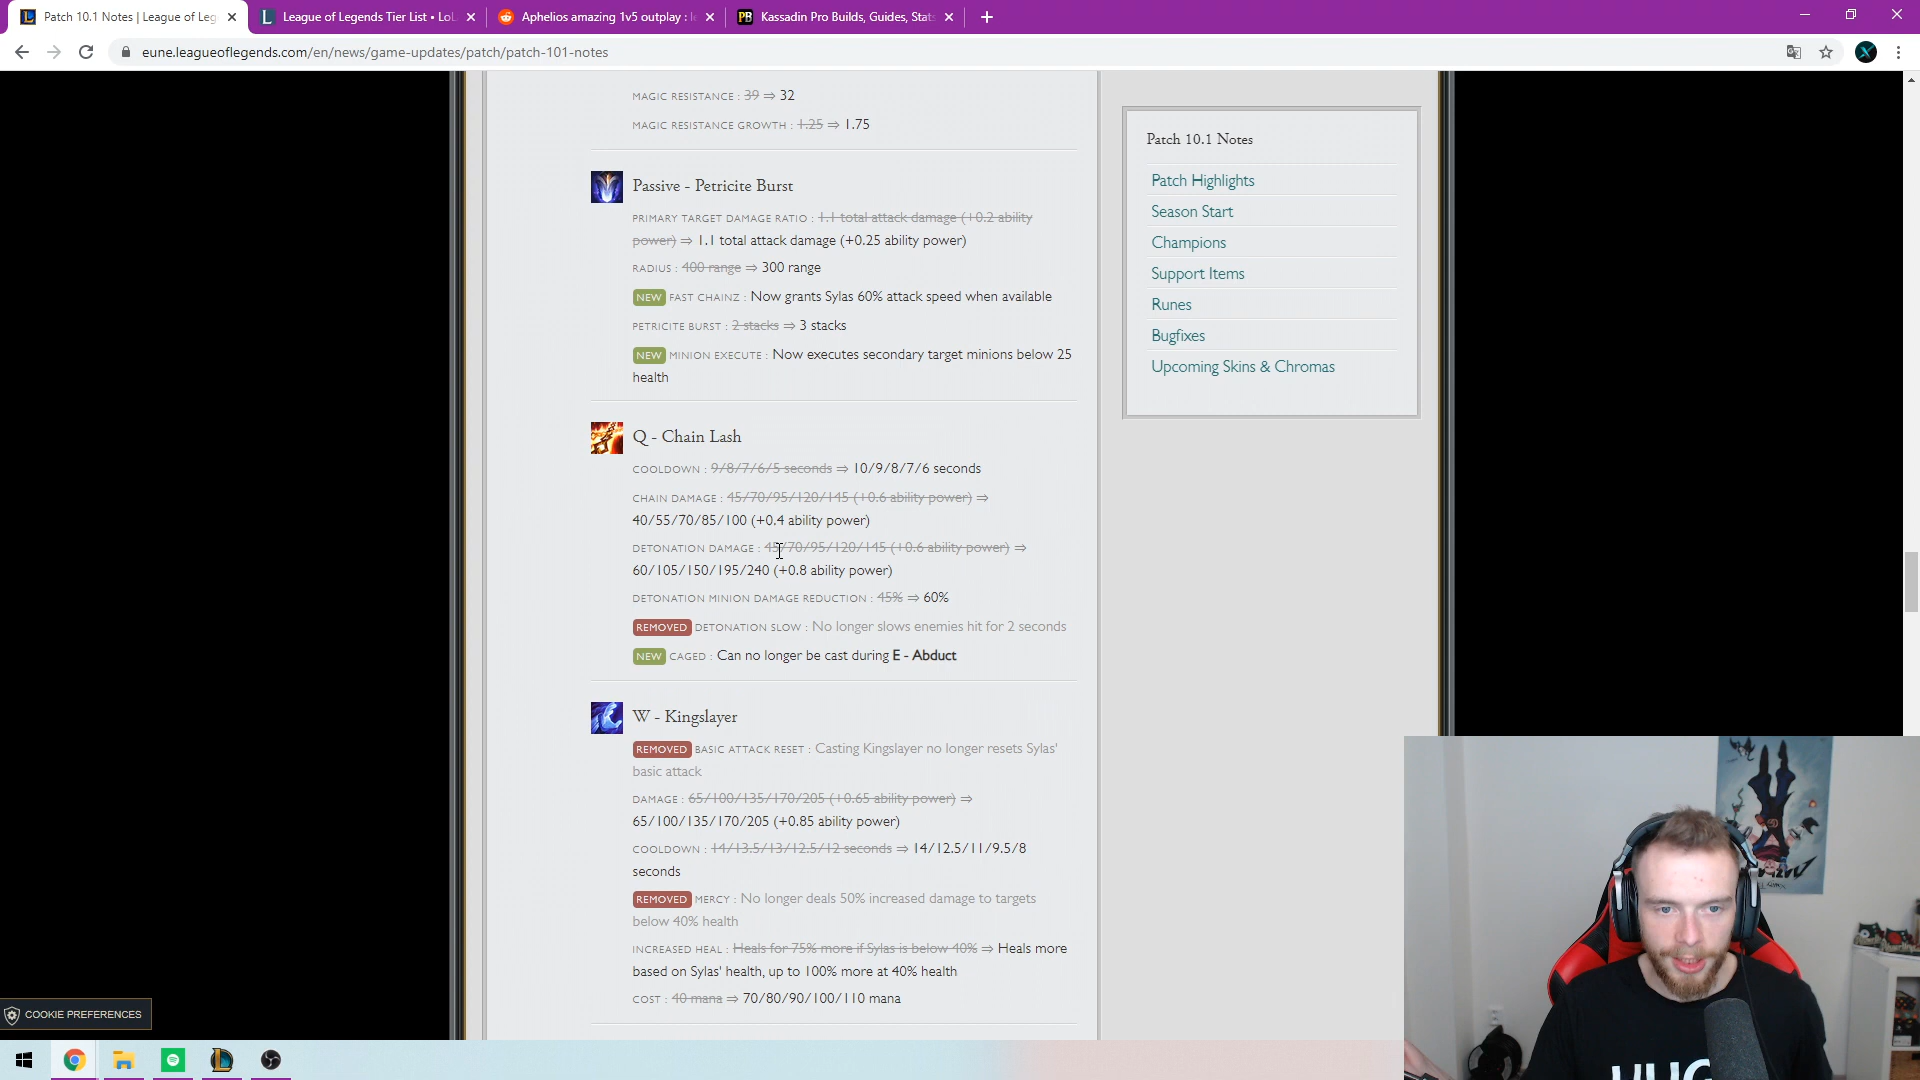 Patch 10.1 Notes | League of Leg
League of Legends Tier List • LoL
Aphelios amazing 1v5 outplay : le
PB Kassadin Pro Builds, Guides, Stats
eune.leagueoflegends.com/en/news/game-updates/patch/patch-101-notes
MAGIC RESISTANCE : 39 ⇒ 32
MAGIC RESISTANCE GROWTH : 1.25 ⇒ 1.75
Passive - Petricite Burst
PRIMARY TARGET DAMAGE RATIO : 1.1 total attack damage (+0.2 ability
power) ⇒ 1.1 total attack damage (+0.25 ability power)
RADIUS : 400 range ⇒ 300 range
NEW FAST CHAINZ : Now grants Sylas 60% attack speed when available
PETRICITE BURST : 2 stacks ⇒ 3 stacks
NEW MINION EXECUTE : Now executes secondary target minions below 25
health
Q - Chain Lash
COOLDOWN : 9/8/7/6/5 seconds ⇒ 10/9/8/7/6 seconds
CHAIN DAMAGE : 45/70/95/120/145 (+0.6 ability power) ⇒
40/55/70/85/100 (+0.4 ability power)
DETONATION DAMAGE : 45/70/95/120/145 (+0.6 ability power) ⇒
60/105/150/195/240 (+0.8 ability power)
DETONATION MINION DAMAGE REDUCTION : 45% ⇒ 60%
REMOVED DETONATION SLOW : No longer slows enemies hit for 2 seconds
NEW CAGED : Can no longer be cast during E - Abduct
W - Kingslayer
REMOVED BASIC ATTACK RESET : Casting Kingslayer no longer resets Sylas'
basic attack
DAMAGE : 65/100/135/170/205 (+0.65 ability power) ⇒
65/100/135/170/205 (+0.85 ability power)
COOLDOWN : 14/13.5/13/12.5/12 seconds ⇒ 14/12.5/11/9.5/8
seconds
REMOVED MERCY : No longer deals 50% increased damage to targets
below 40% health
INCREASED HEAL : Heals for 75% more if Sylas is below 40% ⇒ Heals more
based on Sylas' health, up to 100% more at 40% health
COST : 40 mana ⇒ 70/80/90/100/110 mana
Patch 10.1 Notes
Patch Highlights
Season Start
Champions
Support Items
Runes
Bugfixes
Upcoming Skins & Chromas
COOKIE PREFERENCES